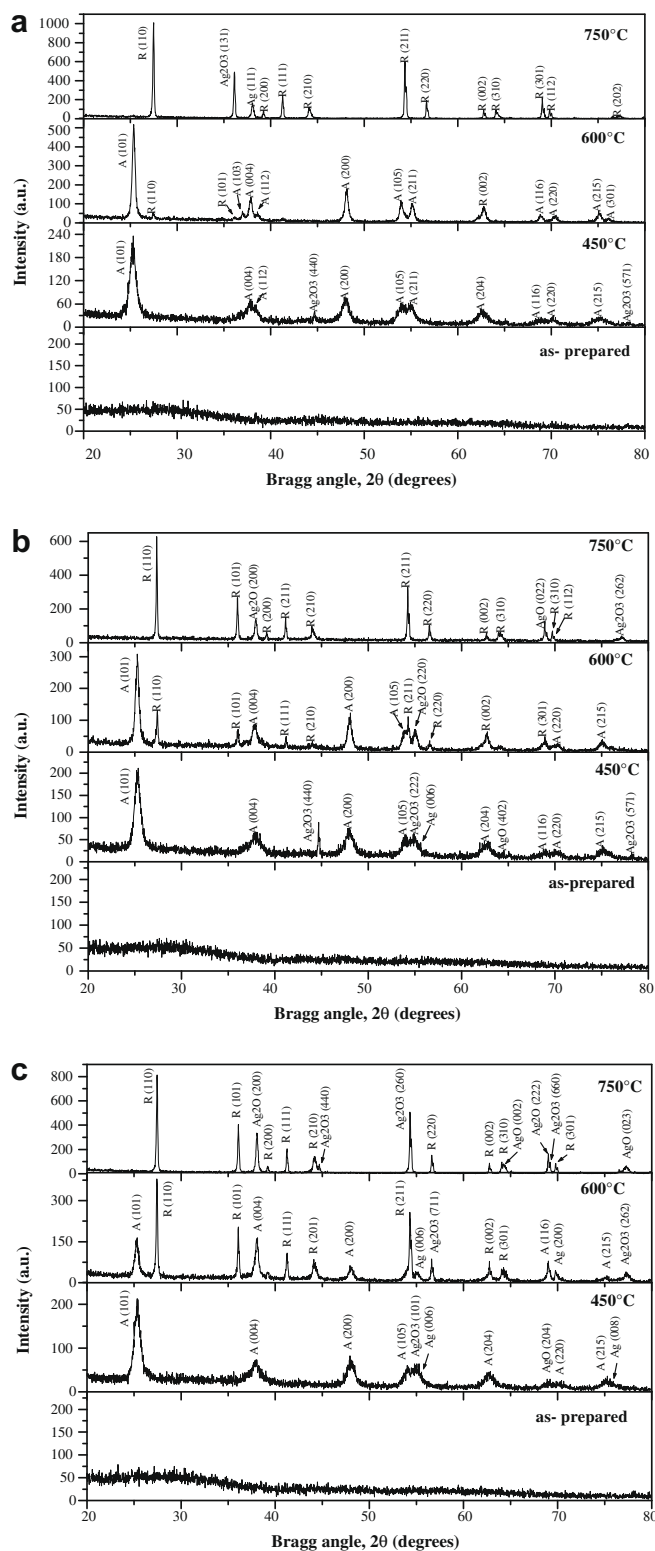 a
750°C
R (110)
Ag2O3 (131)
Ag (111)
R (200)
R (111)
R (210)
R (211)
R (220)
R (002)
R (310)
R (301)
R (112)
R (202)
1000
800
600
400
200
0
600°C
A (101)
R (110)
R (101)
A (103)
A (004)
A (112)
A (200)
A (105)
A (211)
R (002)
A (116)
A (220)
A (215)
A (301)
500
400
300
200
100
0
450°C
A (101)
A (004)
A (112)
Ag2O3 (440)
A (200)
A (105)
A (211)
A (204)
A (116)
A (220)
A (215)
Ag2O3 (571)
240
180
120
60
0
as- prepared
200
150
100
50
0
20 30 40 50 60 70 80
Intensity (a.u.)
Bragg angle, 2θ (degrees)
b
750°C
R (110)
R (101)
Ag2O (200)
R (200)
R (211)
R (210)
R (211)
R (220)
R (002)
R (310)
AgO (022)
R (310)
R (112)
Ag2O3 (262)
600
400
200
0
600°C
A (101)
R (110)
R (101)
A (004)
R (111)
R (210)
A (200)
A (105)
R (211)
Ag2O (220)
R (220)
R (002)
R (301)
A (220)
A (215)
300
200
100
0
450°C
A (101)
A (004)
Ag2O3 (440)
A (200)
A (105)
Ag2O3 (222)
Ag (006)
A (204)
AgO (402)
A (116)
A (220)
A (215)
Ag2O3 (571)
200
150
100
50
0
as-prepared
200
150
100
50
0
20 30 40 50 60 70 80
Intensity (a.u.)
Bragg angle, 2θ (degrees)
c
750°C
R (110)
R (101)
Ag2O (200)
R (200)
R (111)
R (210)
Ag2O3 (440)
Ag2O3 (260)
R (220)
R (002)
R (310)
AgO (002)
Ag2O (222)
Ag2O3 (660)
R (301)
AgO (023)
800
600
400
200
0
600°C
A (101)
R (110)
R (101)
A (004)
R (111)
R (201)
A (200)
R (211)
Ag (006)
Ag2O3 (711)
R (002)
R (301)
A (116)
Ag (200)
A (215)
Ag2O3 (262)
300
150
0
450°C
A (101)
A (004)
A (200)
A (105)
Ag2O3 (101)
Ag (006)
A (204)
AgO (204)
A (220)
A (215)
Ag (008)
200
100
0
as- prepared
200
150
100
50
0
20 30 40 50 60 70 80
Intensity (a.u.)
Bragg angle, 2θ (degrees)